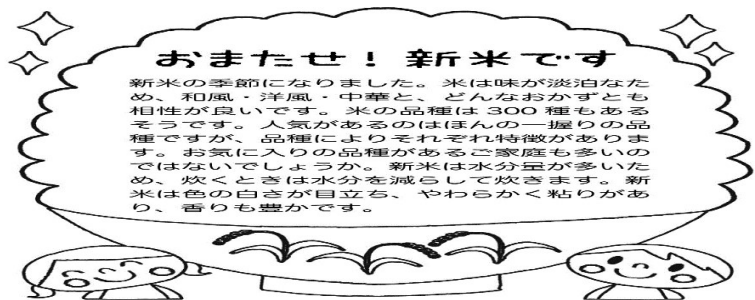 おまたせ！新米です
新米の季節になりました。米は味が淡泊なた
め、和風・洋風・中華と、どんなおかずとも
相性が良いです。米の品種は300種もある
そうです。人気があるのはほんの一握りの品
種ですが、品種によりそれぞれ特徴がありま
す。お気に入りの品種があるご家庭も多いの
ではないでしょうか。新米は水分量が多いた
め、炊くときは水分を減らして炊きます。新
米は色の白さが目立ち、やわらかく粘りがあ
り、香りも豊かです。